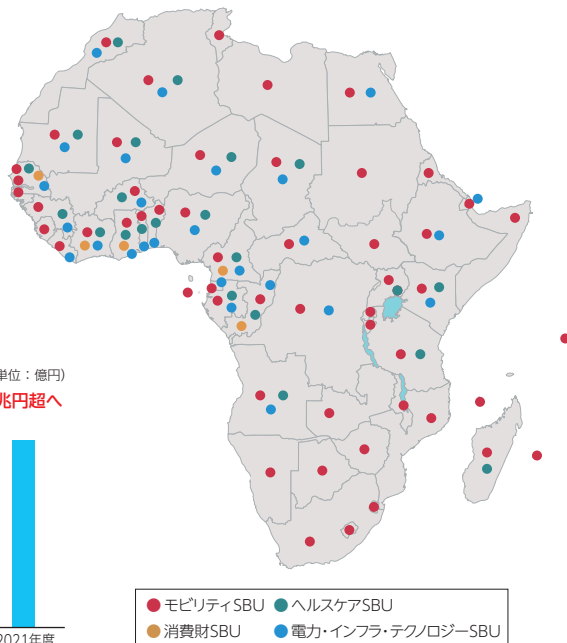 単位：億円)
兆円超へ
2021年度
モビリティSBU ヘルスケアSBU
消費財SBU 電力・インフラ・テクノロジーSBU